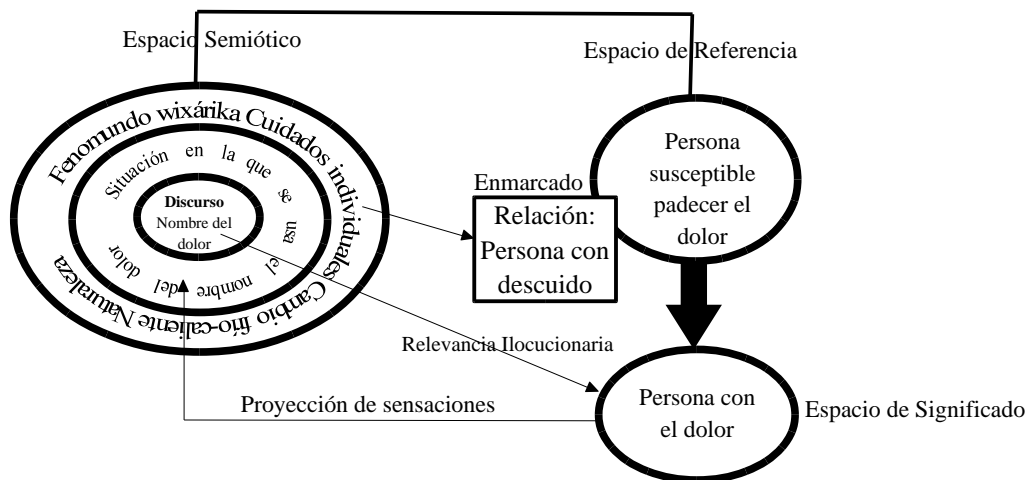 Espacio Semiótico
Espacio de Referencia
Fenomundo wixárika Cuidados individuales Cambio frío-caliente Naturaleza
Situación en la que se usa el nombre del dolor
Discurso
Nombre del
dolor
Enmarcado
Relación:
Persona con
descuido
Persona
susceptible
padecer el
dolor
Relevancia Ilocucionaria
Proyección de sensaciones
Persona con
el dolor
Espacio de Significado